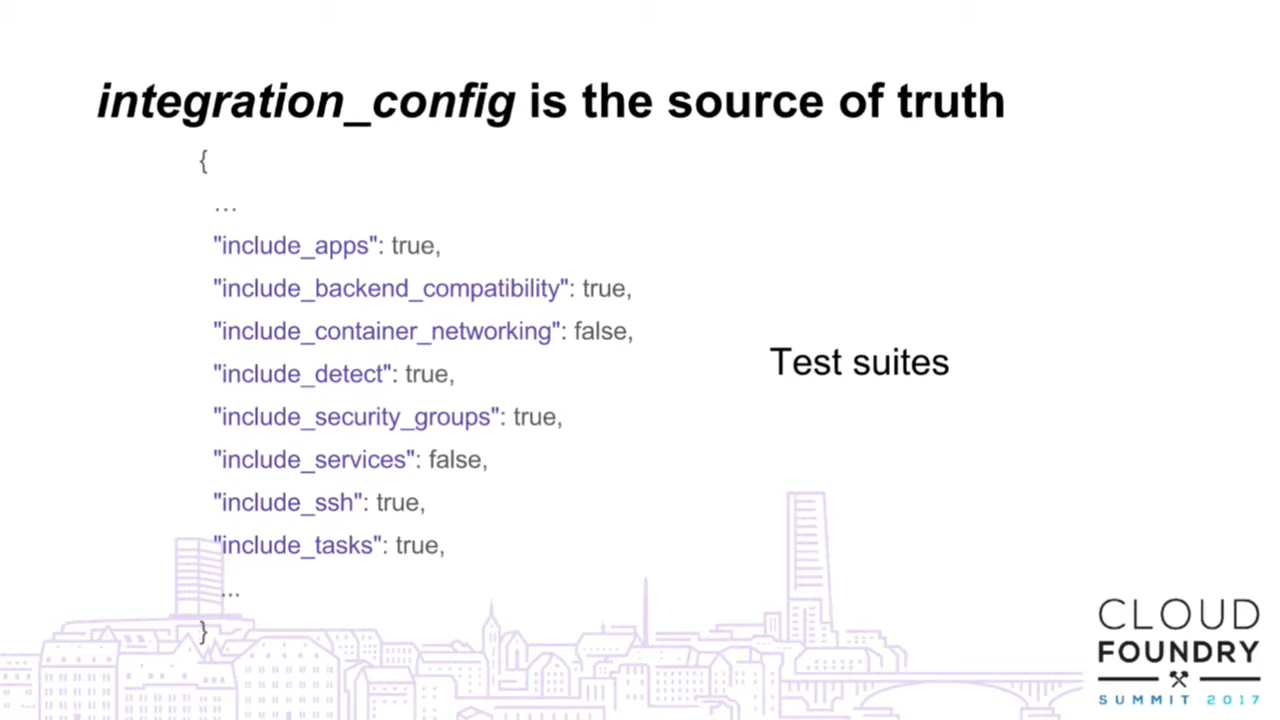 integration_config is the source of truth
{
...
"include_apps": true,
"include_backend_compatibility": true,
"include_container_networking": false,
"include_detect": true,
"include_security_groups": true,
"include_services": false,
"include_ssh": true,
"include_tasks": true,
...
}
Test suites
CLOUD
FOUNDRY
SUMMIT 2017